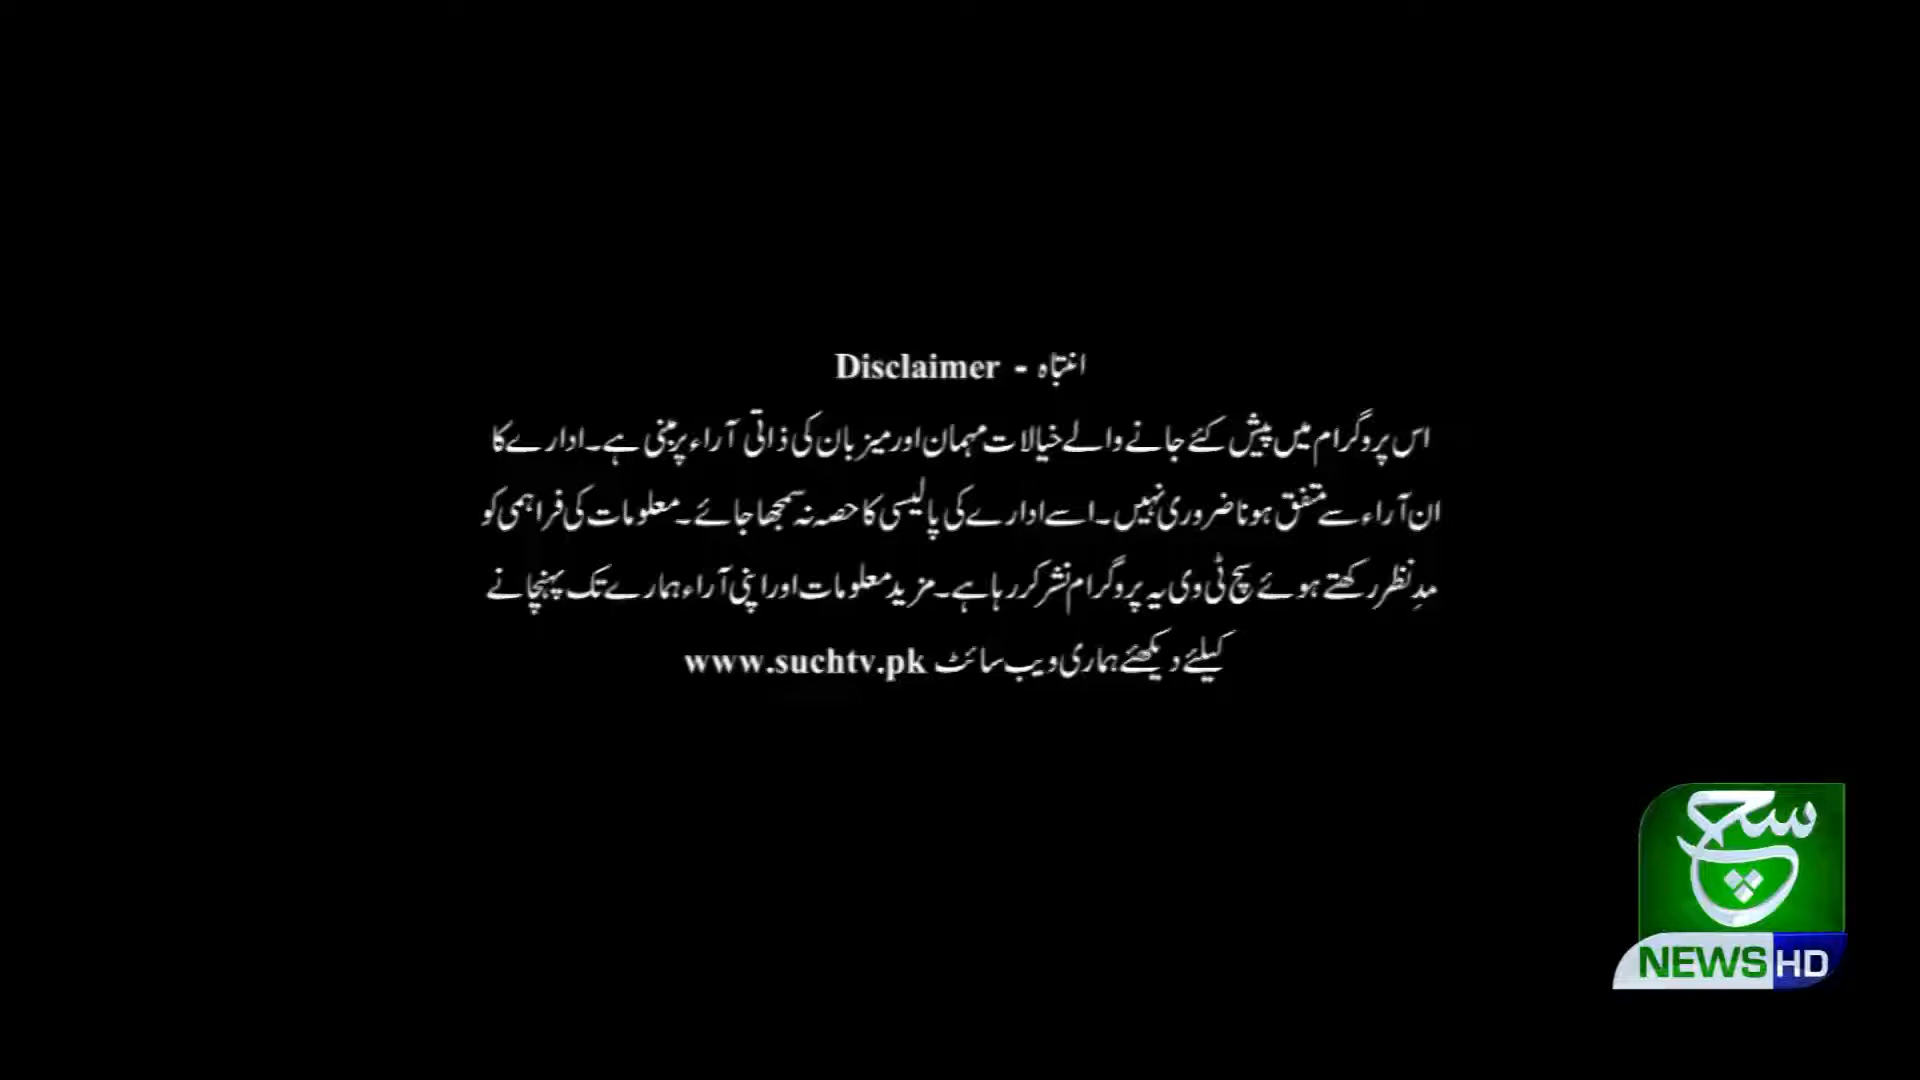 انتباہ - Disclaimer
اس پروگرام میں پیش کئے جانے والے خیالات مہمان اور میزبان کی ذاتی آراء پر مبنی ہے۔ ادارے کا
ان آراء سے متفق ہونا ضروری نہیں۔ اسے ادارے کی پالیسی کا حصہ نہ سمجھا جائے۔ معلومات کی فراہمی کو
مدِنظر رکھتے ہوئے سچ ٹی وی یہ پروگرام نشر کر رہا ہے۔ مزید معلومات اور اپنی آراء ہمارے تک پہنچانے
کیلئے دیکھئے ہماری ویب سائٹ www.suchtv.pk
سچ
NEWS HD